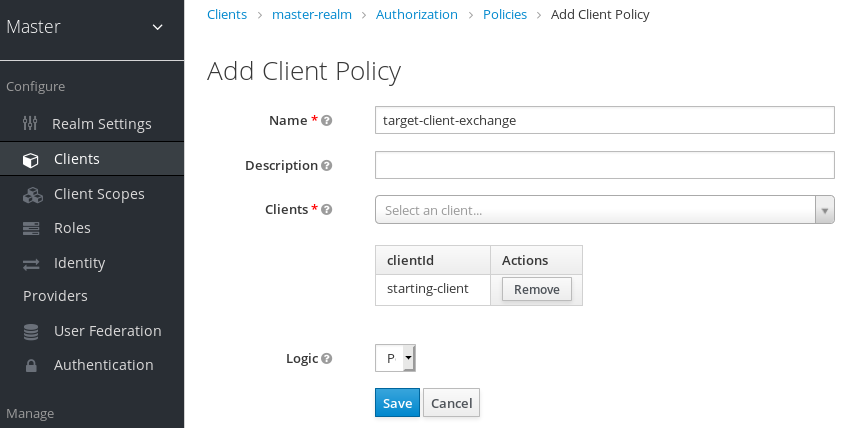 Master
Configure
Realm Settings
Clients
Client Scopes
Roles
Identity
Providers
User Federation
Authentication
Manage
Clients > master-realm > Authorization > Policies > Add Client Policy
Add Client Policy
Name * target-client-exchange
Description
Clients * Select an client...
clientId Actions
starting-client Remove
Logic P
Save Cancel